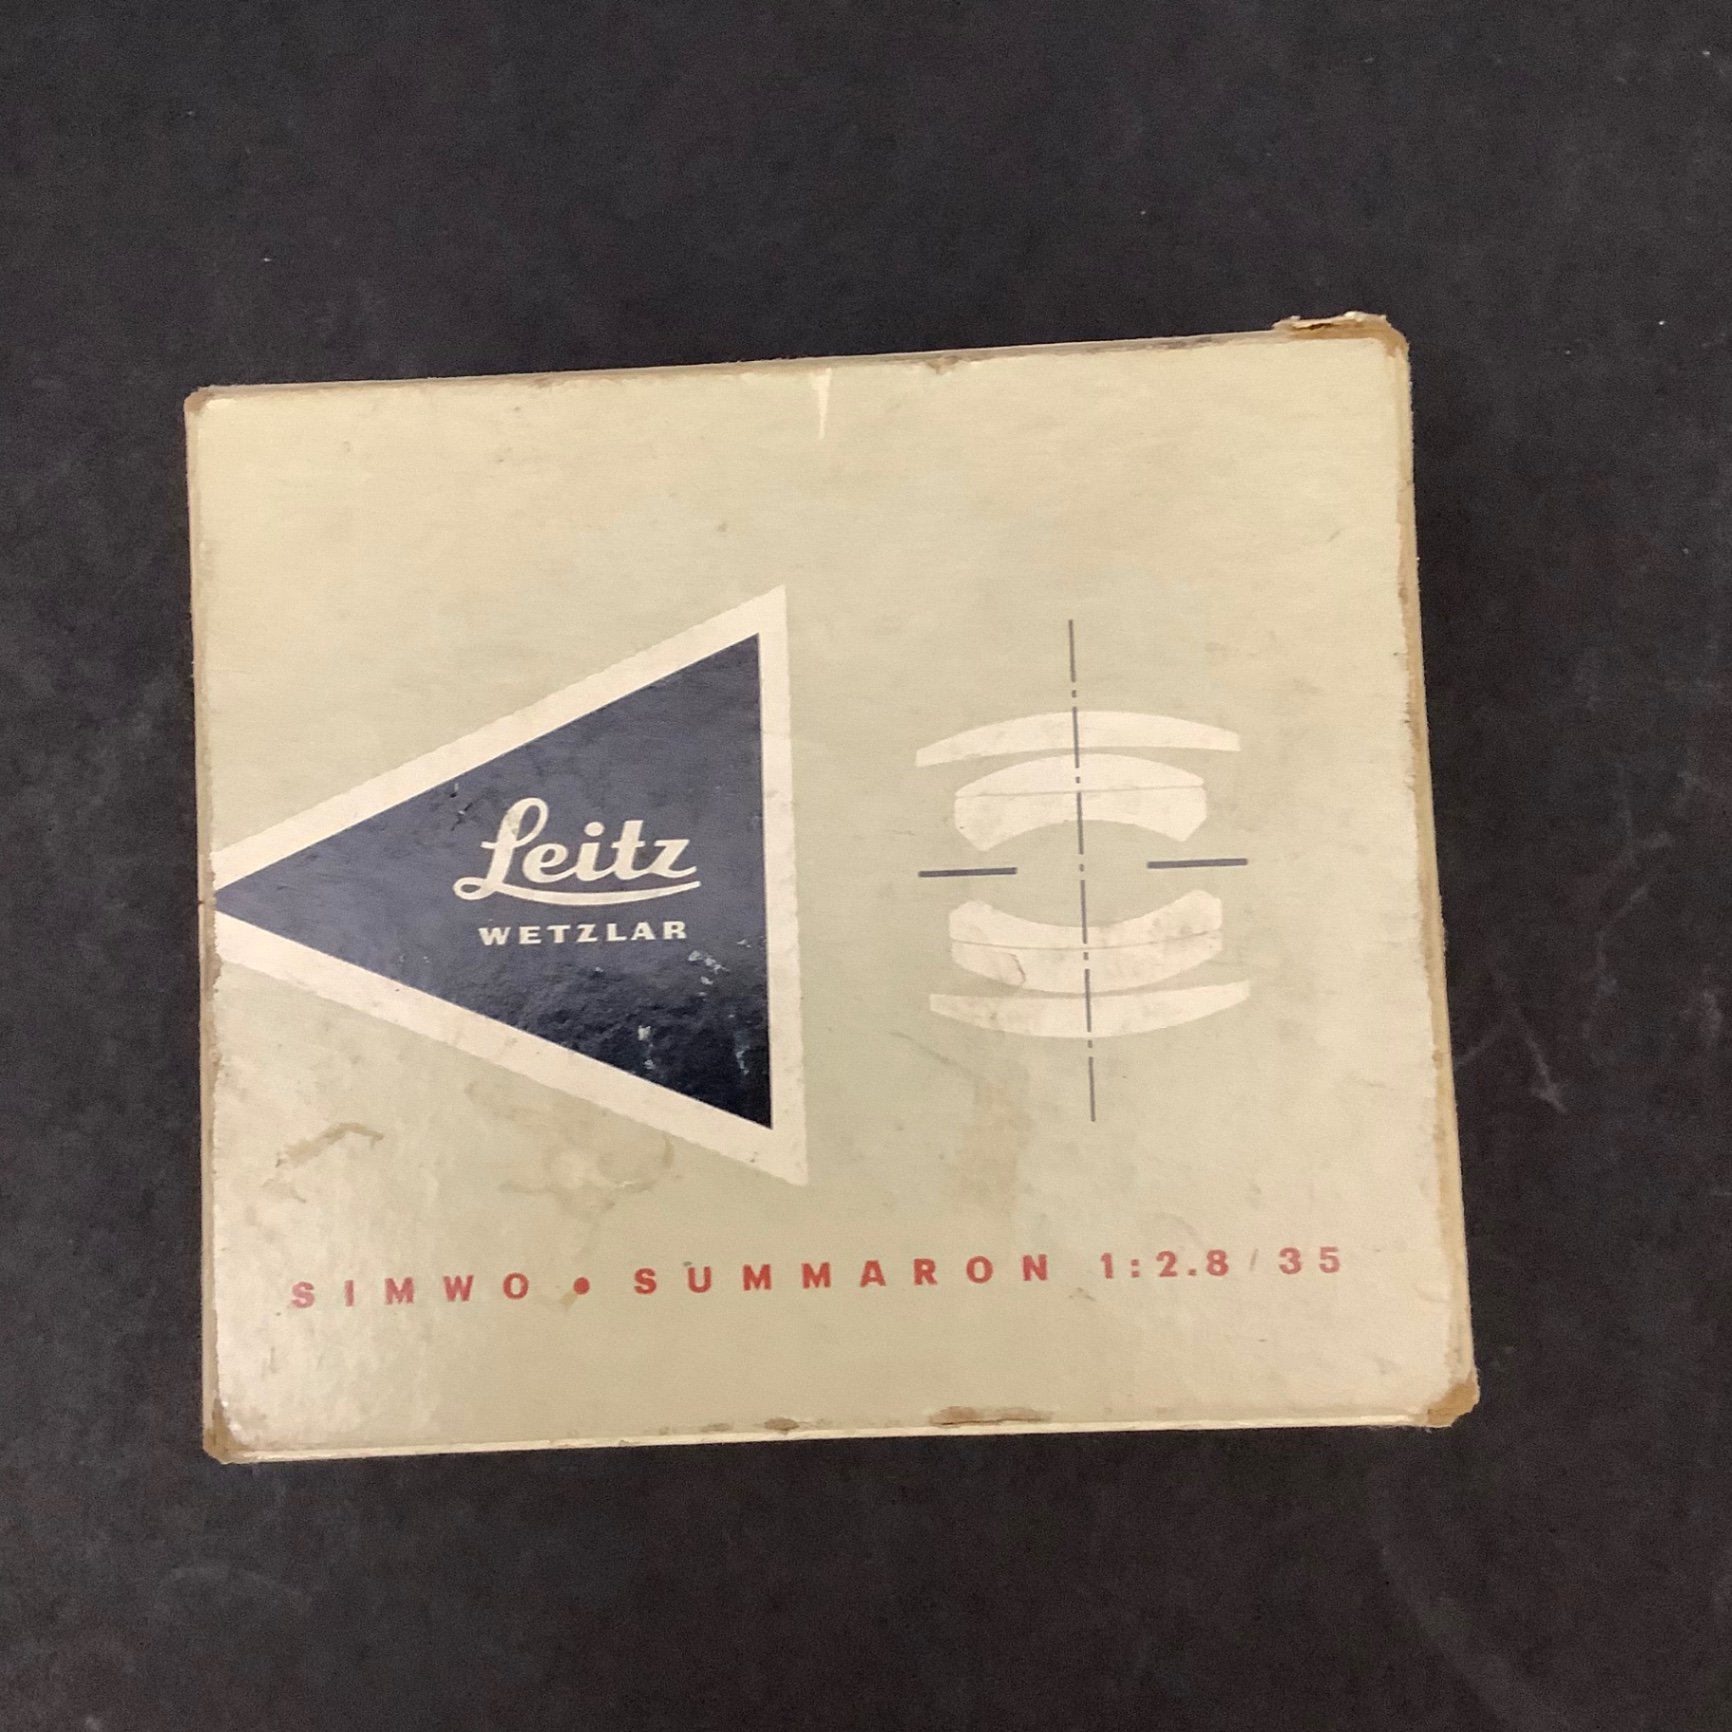 Leitz
WETZLAR
SIMWO • SUMMARON 1:2.8/35